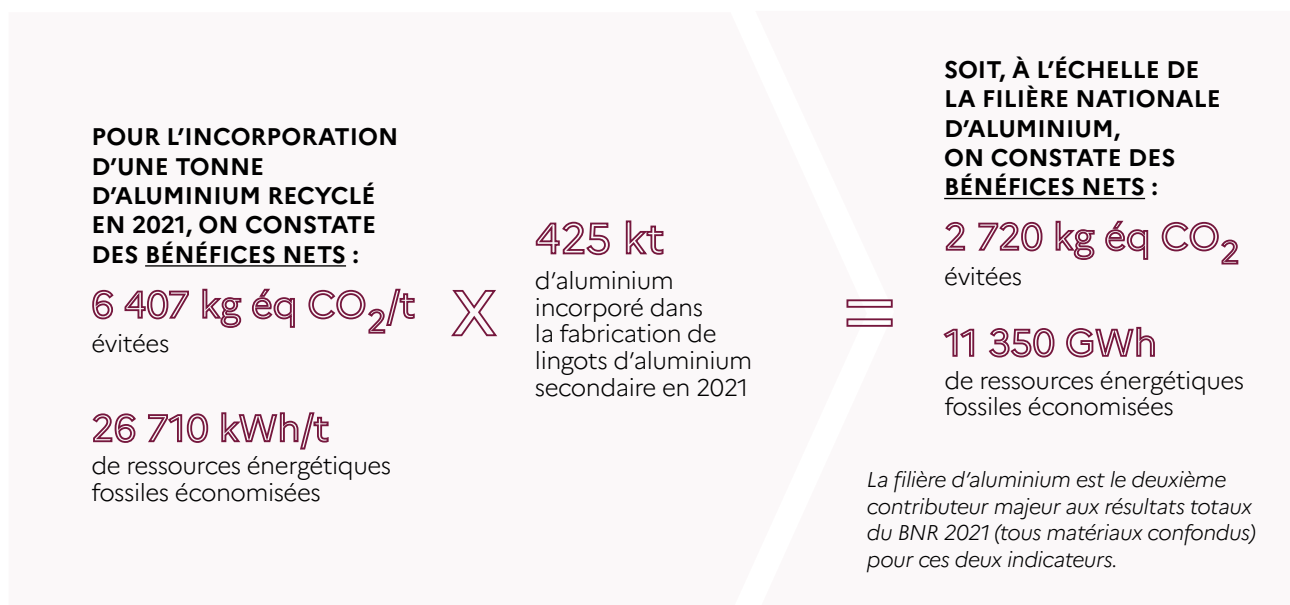 POUR L’INCORPORATION
D’UNE TONNE
D’ALUMINIUM RECYCLÉ
EN 2021, ON CONSTATE
DES BÉNÉFICES NETS :
6 407 kg éq CO₂/t
évitées
26 710 kWh/t
de ressources énergétiques
fossiles économisées
X
425 kt
d’aluminium
incorporé dans
la fabrication de
lingots d’aluminium
secondaire en 2021
=
SOIT, À L’ÉCHELLE DE
LA FILIÈRE NATIONALE
D’ALUMINIUM,
ON CONSTATE DES
BÉNÉFICES NETS :
2 720 kg éq CO₂
évitées
11 350 GWh
de ressources énergétiques
fossiles économisées
La filière d’aluminium est le deuxième
contributeur majeur aux résultats totaux
du BNR 2021 (tous matériaux confondus)
pour ces deux indicateurs.